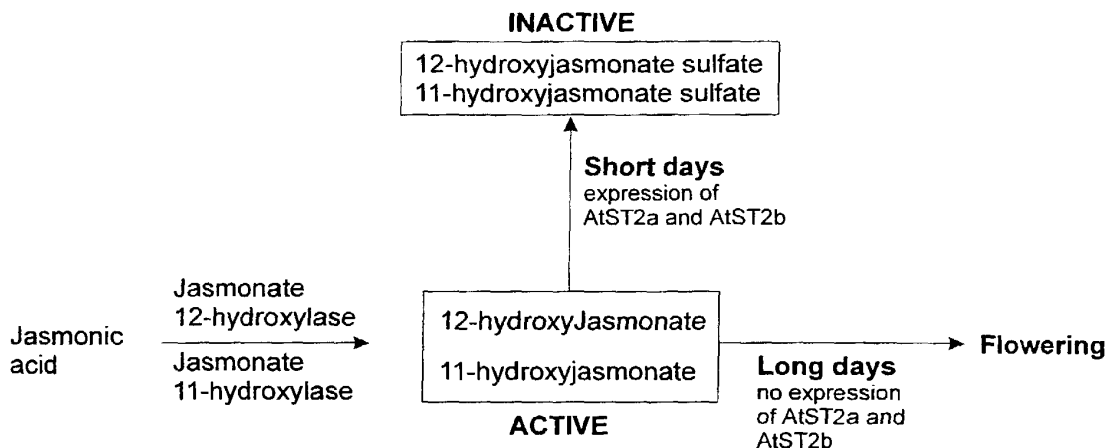 INACTIVE
12-hydroxyjasmonate sulfate
11-hydroxyjasmonate sulfate
Short days
expression of
AtST2a and AtST2b
Jasmonate
12-hydroxylase
Jasmonic
acid
Jasmonate
11-hydroxylase
12-hydroxyJasmonate
11-hydroxyjasmonate
ACTIVE
Long days
no expression
of AtST2a and
AtST2b
Flowering